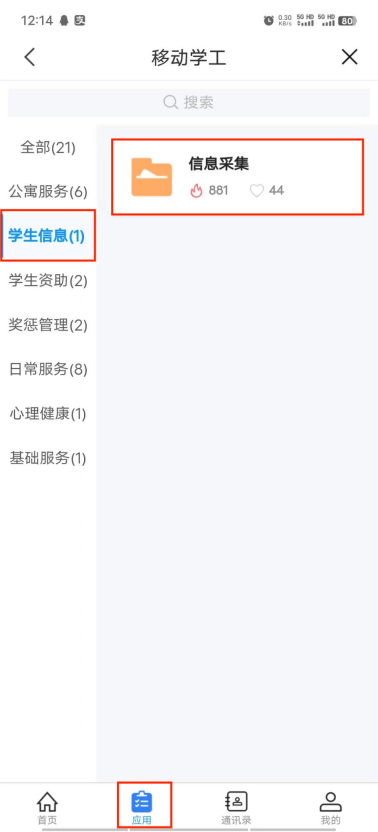 12:14 支 0.30 KB/s 5G HD 5G HD 80
移动学工
搜索
全部(21)
信息采集
881 44
公寓服务(6)
学生信息(1)
学生资助(2)
奖惩管理(2)
日常服务(8)
心理健康(1)
基础服务(1)
首页 应用 通讯录 我的